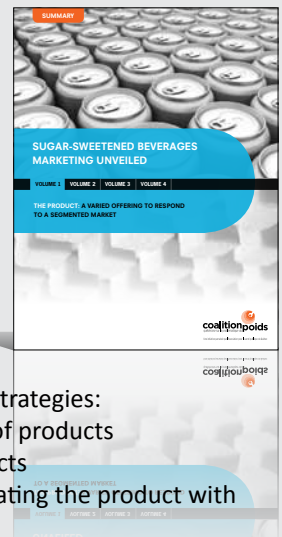 SUMMARY
SUGAR-SWEETENED BEVERAGES
MARKETING UNVEILED
VOLUME 1 VOLUME 2 VOLUME 3 VOLUME 4
THE PRODUCT: A VARIED OFFERING TO RESPOND
TO A SEGMENTED MARKET
coalitionpoids
trategies:
of products
cts
ating the product with